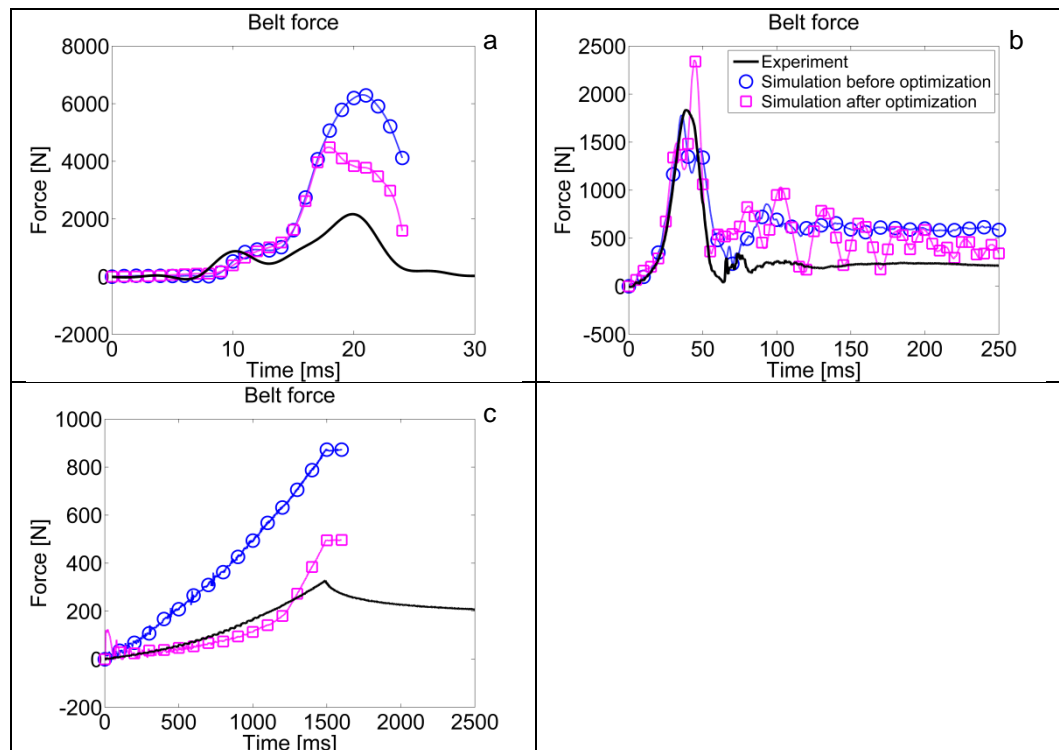 Belt force
a
8000
6000
4000
2000
0
-2000
Force [N]
0
10
20
30
Time [ms]
Belt force
b
2500
2000
1500
1000
500
0
-500
Force [N]
Experiment
Simulation before optimization
Simulation after optimization
0
50
100
150
200
250
Time [ms]
Belt force
c
1000
800
600
400
200
0
-200
Force [N]
0
500
1000
1500
2000
2500
Time [ms]